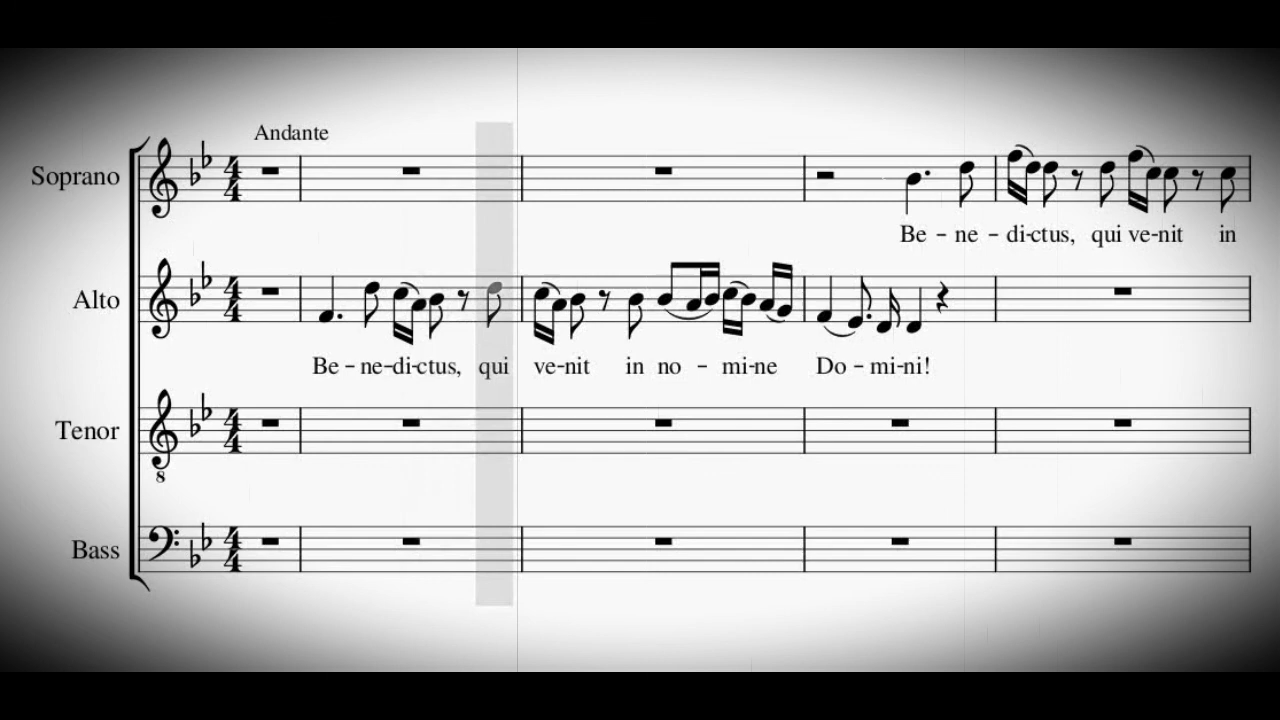 Andante
Soprano
Be - ne - di-ctus, qui ve-nit in
Alto
Be - ne-di-ctus, qui ve-nit in no - mi-ne Do - mi-ni!
Tenor
8
Bass